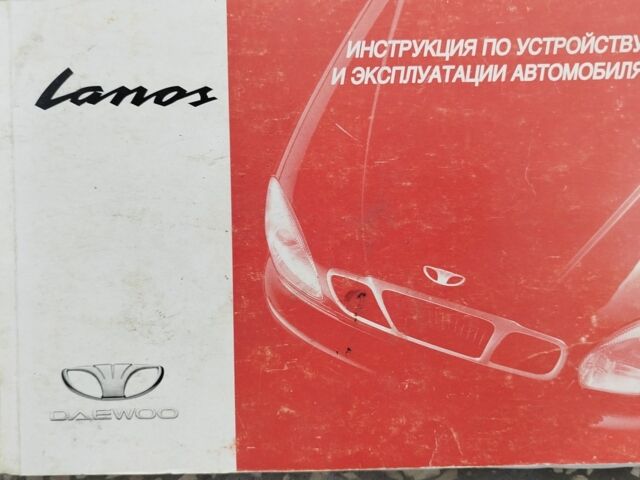 Lanos
ИНСТРУКЦИЯ ПО УСТРОЙСТВУ
И ЭКСПЛУАТАЦИИ АВТОМОБИЛЯ
DAEWOO